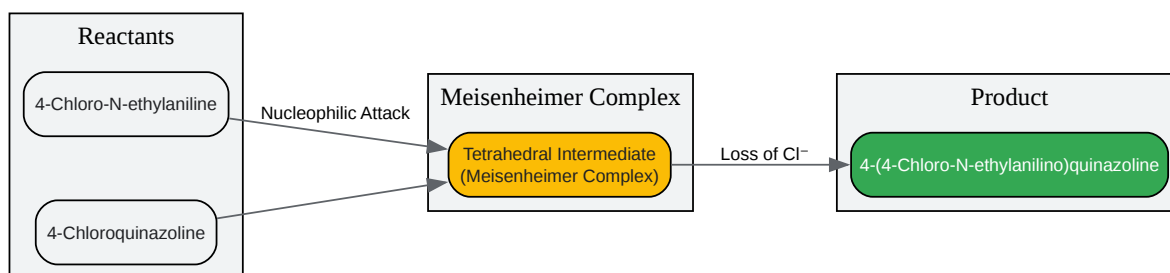 Reactants
4-Chloro-N-ethylaniline
4-Chloroquinazoline
Nucleophilic Attack
Meisenheimer Complex
Tetrahedral Intermediate
(Meisenheimer Complex)
Loss of Cl⁻
Product
4-(4-Chloro-N-ethylanilino)quinazoline